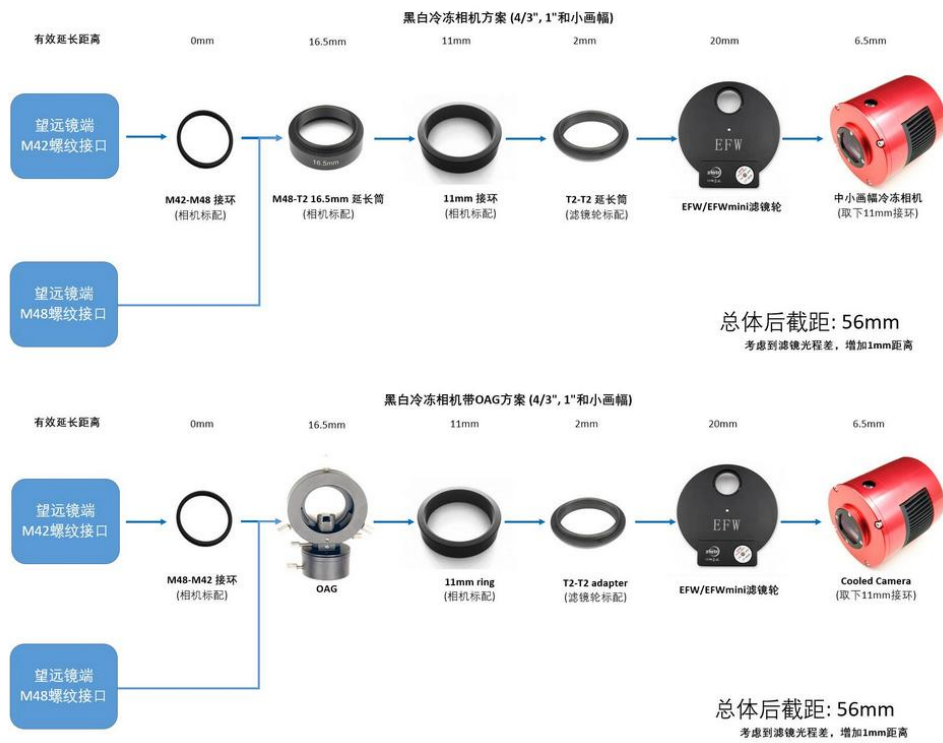 黑白冷冻相机方案 (4/3", 1"和小画幅)
有效延长距离 0mm 16.5mm 11mm 2mm 20mm 6.5mm
望远镜端
M42螺纹接口
16.5mm
EFW
M42-M48 接环
(相机标配)
M48-T2 16.5mm 延长筒
(相机标配)
11mm 接环
(相机标配)
T2-T2 延长筒
(滤镜轮标配)
EFW/EFWmini滤镜轮
中小画幅冷冻相机
(取下11mm接环)
望远镜端
M48螺纹接口
总体后截距: 56mm
考虑到滤镜光程差，增加1mm距离
黑白冷冻相机带OAG方案 (4/3", 1"和小画幅)
有效延长距离 0mm 16.5mm 11mm 2mm 20mm 6.5mm
望远镜端
M42螺纹接口
EFW
M48-M42 接环
(相机标配)
OAG
11mm ring
(相机标配)
T2-T2 adapter
(滤镜轮标配)
EFW/EFWmini滤镜轮
Cooled Camera
(取下11mm接环)
望远镜端
M48螺纹接口
总体后截距: 56mm
考虑到滤镜光程差，增加1mm距离